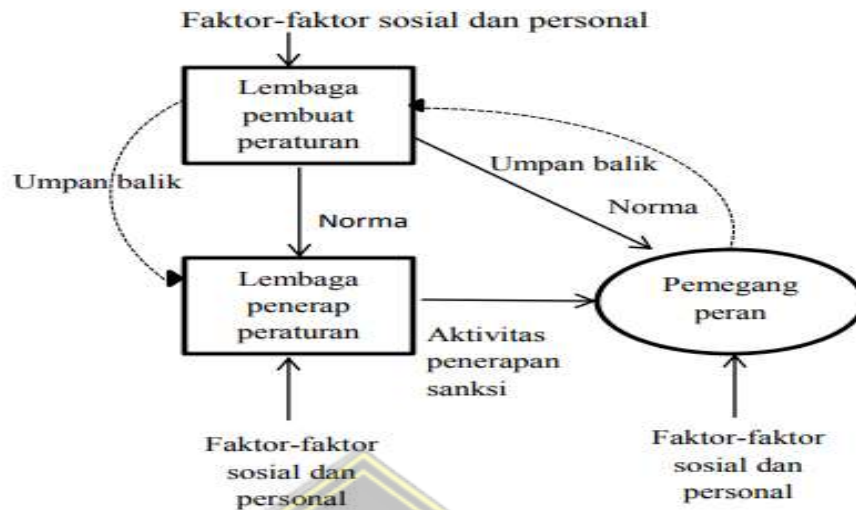 Faktor-faktor sosial dan personal
Lembaga
pembuat
peraturan
Umpan balik
Umpan balik
Norma
Norma
Lembaga
penerap
peraturan
Pemegang
peran
Aktivitas
penerapan
sanksi
Faktor-faktor
sosial dan
personal
Faktor-faktor
sosial dan
personal